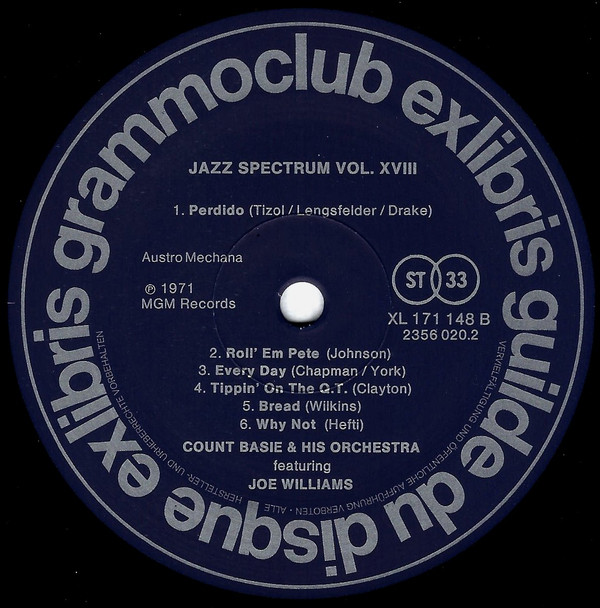 grammoclub exlibris guilde du disque exlibris
JAZZ SPECTRUM VOL. XVIII
1. Perdido (Tizol / Lengsfelder / Drake)
Austro Mechana
℗ 1971
MGM Records
ST 33
XL 171 148 B
2356 020.2
2. Roll' Em Pete (Johnson)
3. Every Day (Chapman / York)
4. Tippin' On The Q.T. (Clayton)
5. Bread (Wilkins)
6. Why Not (Hefti)
COUNT BASIE & HIS ORCHESTRA
featuring
JOE WILLIAMS
ALLE HERSTELLER- UND URHEBERRECHTE VORBEHALTEN
VERVIELFÄLTIGUNG UND ÖFFENTLICHE AUFFÜHRUNG VERBOTEN •